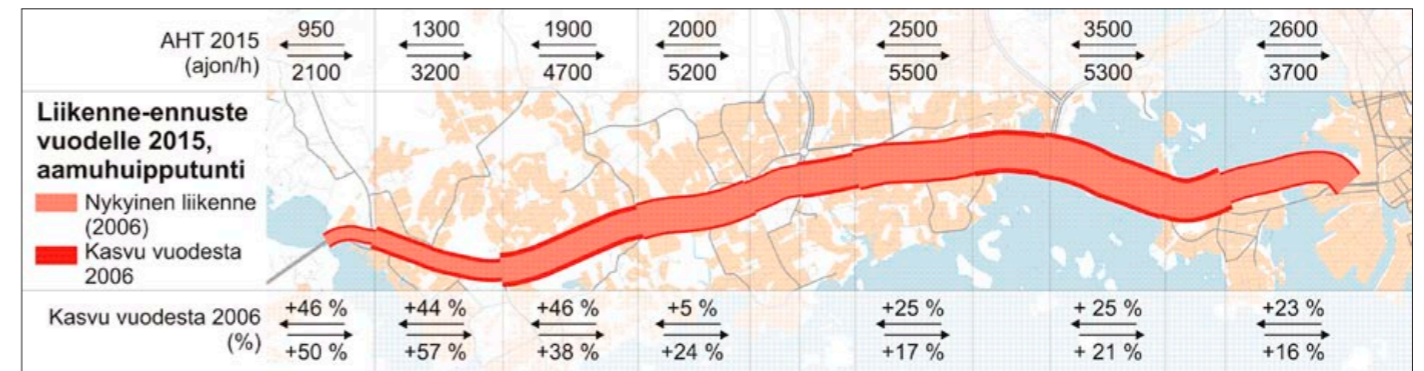 AHT 2015
(ajon/h)
950 1300 1900 2000 2500 3500 2600
2100 3200 4700 5200 5500 5300 3700
Liikenne-ennuste
vuodelle 2015,
aamuhuipputunti
Nykyinen liikenne
(2006)
Kasvu vuodesta
2006
Kasvu vuodesta 2006
(%)
+46 % +44 % +46 % +5 % +25 % + 25 % +23 %
+50 % +57 % +38 % +24 % +17 % + 21 % +16 %